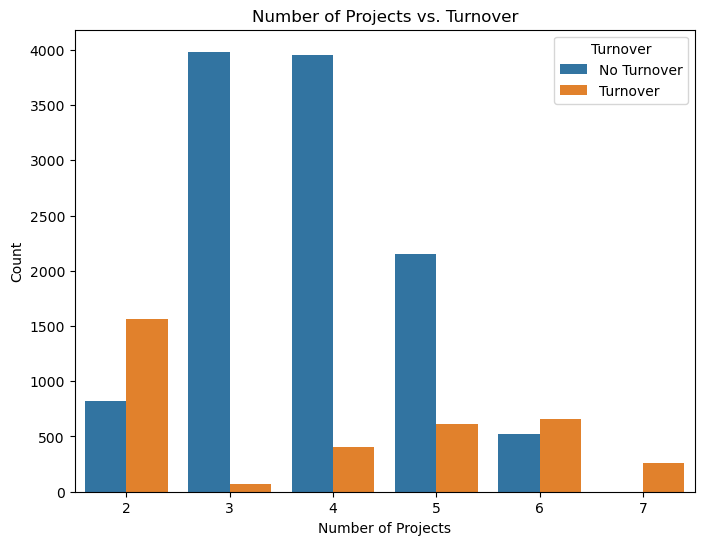 Number of Projects vs. Turnover
Turnover
No Turnover
Turnover
Count
4000
3500
3000
2500
2000
1500
1000
500
0
2 3 4 5 6 7
Number of Projects